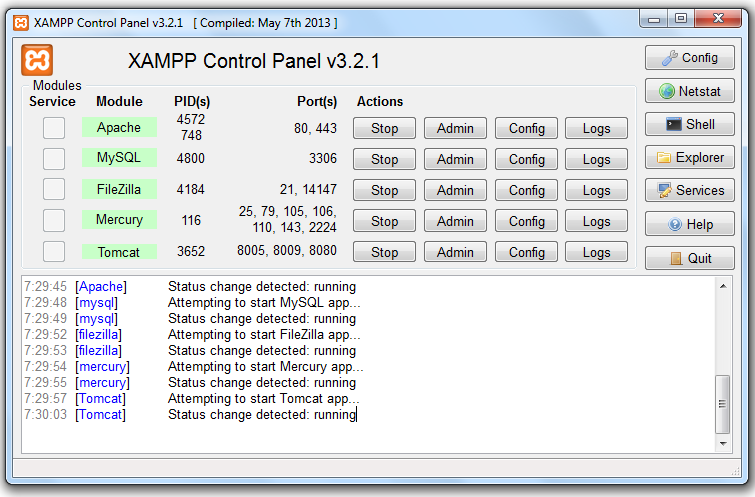 XAMPP Control Panel v3.2.1 [ Compiled: May 7th 2013 ]
XAMPP Control Panel v3.2.1
Config
Modules
Service Module PID(s) Port(s) Actions
Netstat
Apache 4572 748 80, 443 Stop Admin Config Logs
Shell
MySQL 4800 3306 Stop Admin Config Logs
Explorer
FileZilla 4184 21, 14147 Stop Admin Config Logs
Services
Mercury 116 25, 79, 105, 106, 110, 143, 2224 Stop Admin Config Logs
Help
Tomcat 3652 8005, 8009, 8080 Stop Admin Config Logs
Quit
7:29:45 [Apache] Status change detected: running
7:29:48 [mysql] Attempting to start MySQL app...
7:29:49 [mysql] Status change detected: running
7:29:52 [filezilla] Attempting to start FileZilla app...
7:29:53 [filezilla] Status change detected: running
7:29:54 [mercury] Attempting to start Mercury app...
7:29:55 [mercury] Status change detected: running
7:29:57 [Tomcat] Attempting to start Tomcat app...
7:30:03 [Tomcat] Status change detected: running